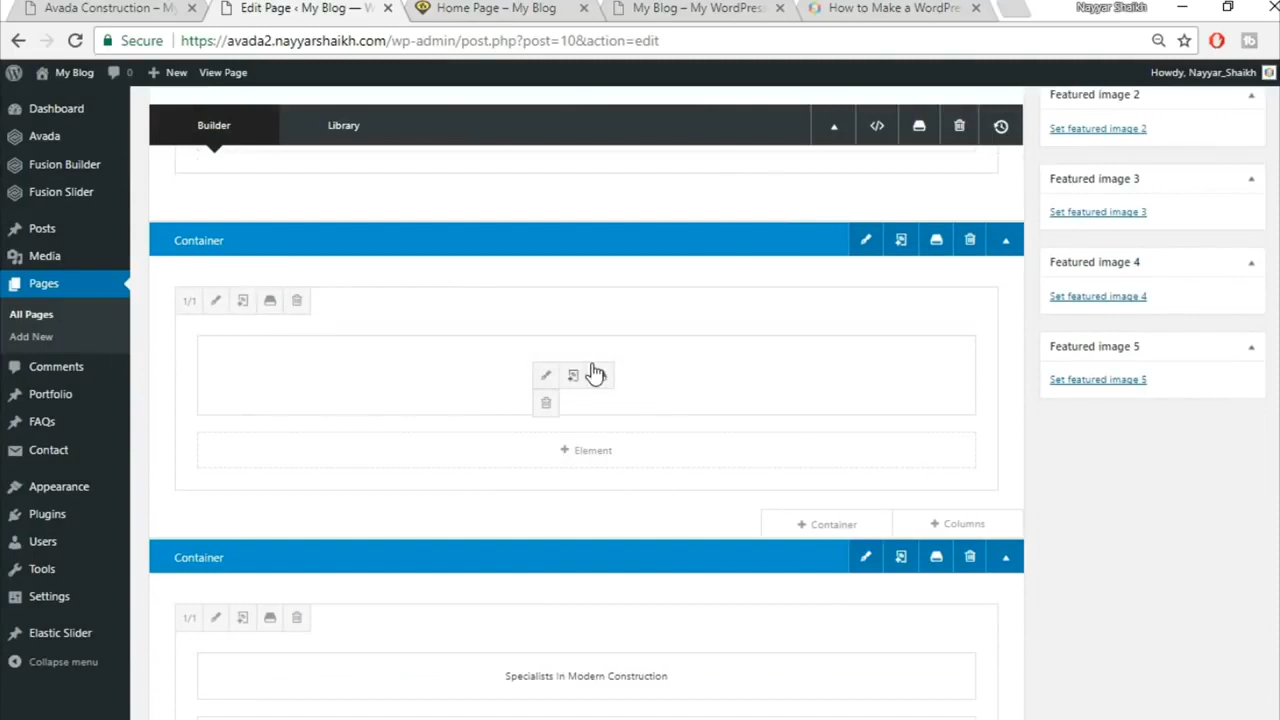 Avada Construction – My
Edit Page ‹ My Blog — W
Home Page – My Blog
My Blog – My WordPress
How to Make a WordPre
Nayyar Shaikh
Secure
https://avada2.nayyarshaikh.com/wp-admin/post.php?post=10&action=edit
My Blog
0
New
View Page
Howdy, Nayyar_Shaikh
Dashboard
Avada
Fusion Builder
Fusion Slider
Posts
Media
Pages
All Pages
Add New
Comments
Portfolio
FAQs
Contact
Appearance
Plugins
Users
Tools
Settings
Elastic Slider
Collapse menu
Builder
Library
Container
1/1
+ Element
+ Container
+ Columns
Container
1/1
Specialists In Modern Construction
Featured image 2
Set featured image 2
Featured image 3
Set featured image 3
Featured image 4
Set featured image 4
Featured image 5
Set featured image 5